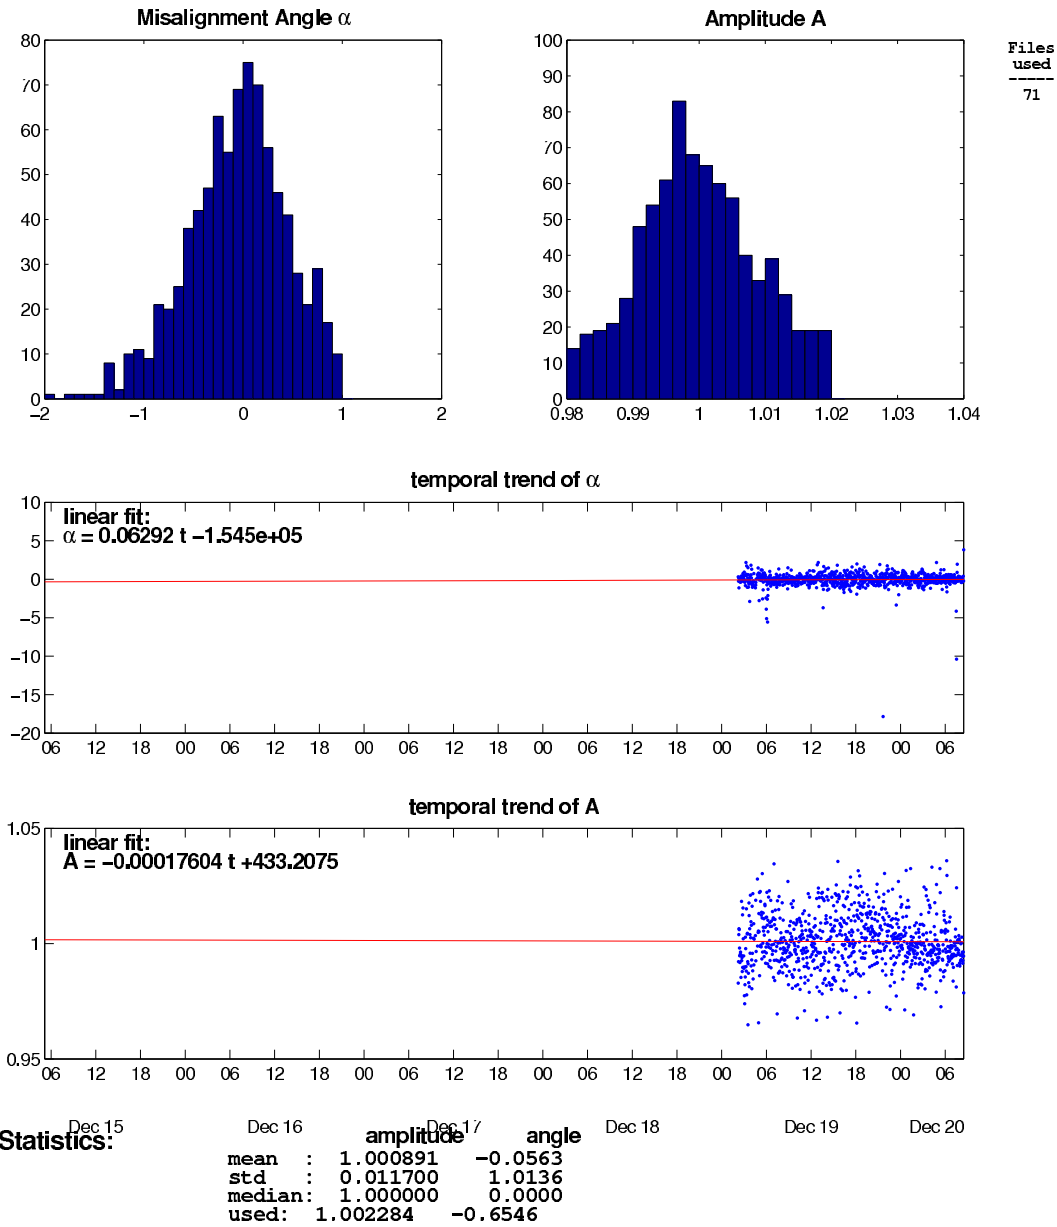 Misalignment Angle α
Amplitude A
Files
used
-----
71
80
70
60
50
40
30
20
10
0
−2 −1 0 1 2
100
90
80
70
60
50
40
30
20
10
0
0.98 0.99 1 1.01 1.02 1.03 1.04
temporal trend of α
linear fit:
α = 0.06292 t −1.545e+05
10
5
0
−5
−10
−15
−20
06 12 18 00 06 12 18 00 06 12 18 00 06 12 18 00 06 12 18 00 06
temporal trend of A
linear fit:
A = −0.00017604 t +433.2075
1.05
1
0.95
06 12 18 00 06 12 18 00 06 12 18 00 06 12 18 00 06 12 18 00 06
Dec 15 Dec 16 Dec 17 Dec 18 Dec 19 Dec 20
Statistics:
amplitude angle
mean : 1.000891 −0.0563
std : 0.011700 1.0136
median: 1.000000 0.0000
used: 1.002284 −0.6546